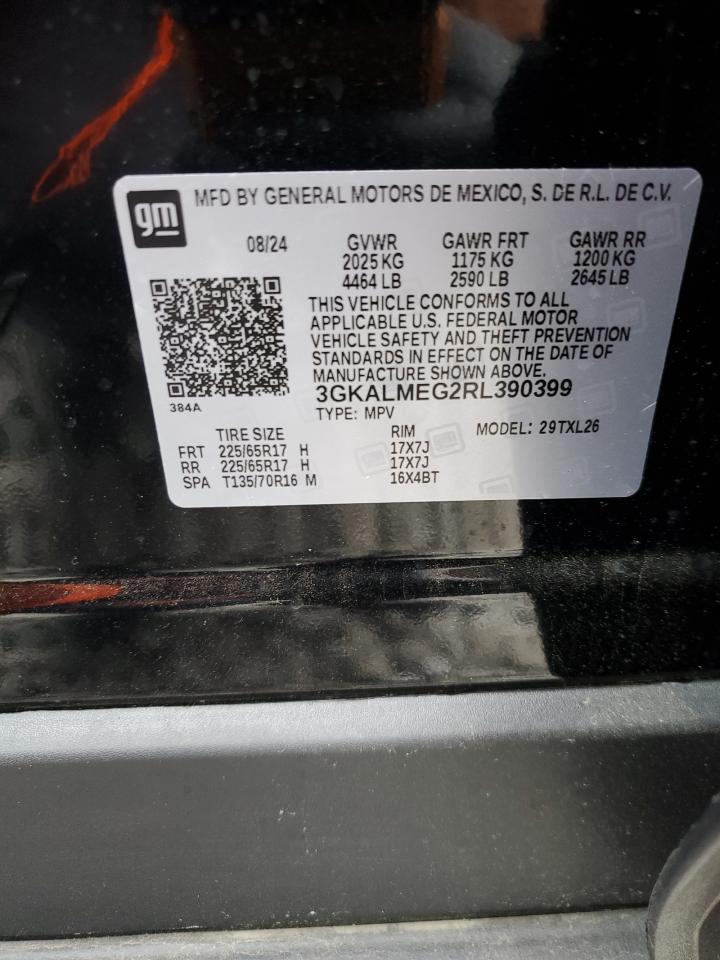 gm MFD BY GENERAL MOTORS DE MEXICO, S. DE R.L. DE C.V.
08/24 GVWR GAWR FRT GAWR RR
2025 KG 1175 KG 1200 KG
4464 LB 2590 LB 2645 LB
THIS VEHICLE CONFORMS TO ALL
APPLICABLE U.S. FEDERAL MOTOR
VEHICLE SAFETY AND THEFT PREVENTION
STANDARDS IN EFFECT ON THE DATE OF
MANUFACTURE SHOWN ABOVE.
3GKALMEG2RL390399
384A
TYPE: MPV
TIRE SIZE RIM MODEL: 29TXL26
FRT 225/65R17 H 17X7J
RR 225/65R17 H 17X7J
SPA T135/70R16 M 16X4BT